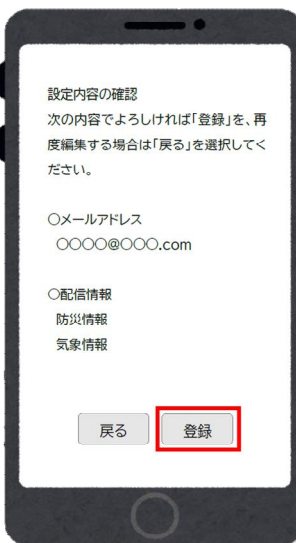 設定内容の確認
次の内容でよろしければ「登録」を、再
度編集する場合は「戻る」を選択してく
ださい。
○メールアドレス
○○○○@○○○.com
○配信情報
防災情報
気象情報
戻る
登録